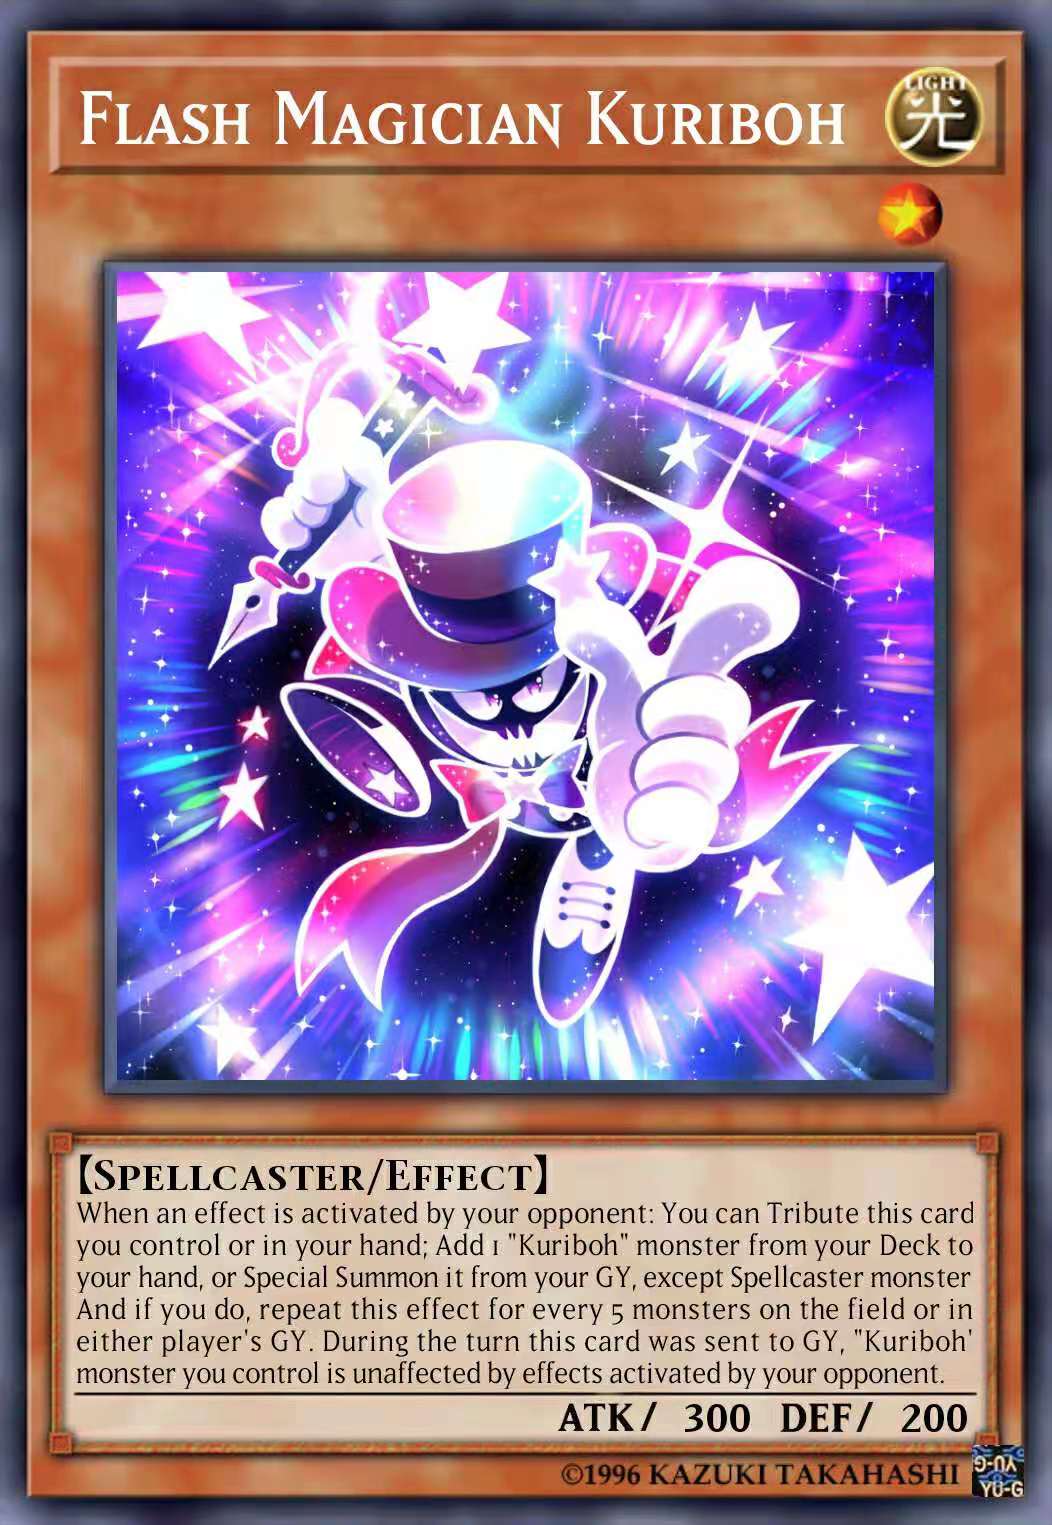 FLASH MAGICIAN KURIBOH
LIGHT
光
【SPELLCASTER/EFFECT】
When an effect is activated by your opponent: You can Tribute this card
you control or in your hand; Add 1 "Kuriboh" monster from your Deck to
your hand, or Special Summon it from your GY, except Spellcaster monster
And if you do, repeat this effect for every 5 monsters on the field or in
either player's GY. During the turn this card was sent to GY, "Kuriboh'
monster you control is unaffected by effects activated by your opponent.
ATK/ 300 DEF/ 200
©1996 KAZUKI TAKAHASHI
YU-G